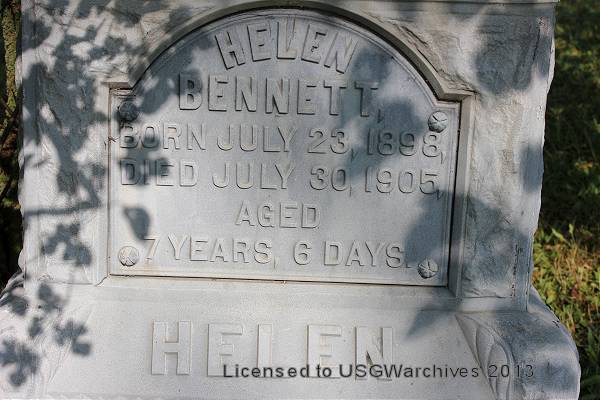 HELEN
BENNETT,
BORN JULY 23, 1898,
DIED JULY 30, 1905,
AGED
7 YEARS, 6 DAYS.
HELEN
Licensed to USGWarchives 2013